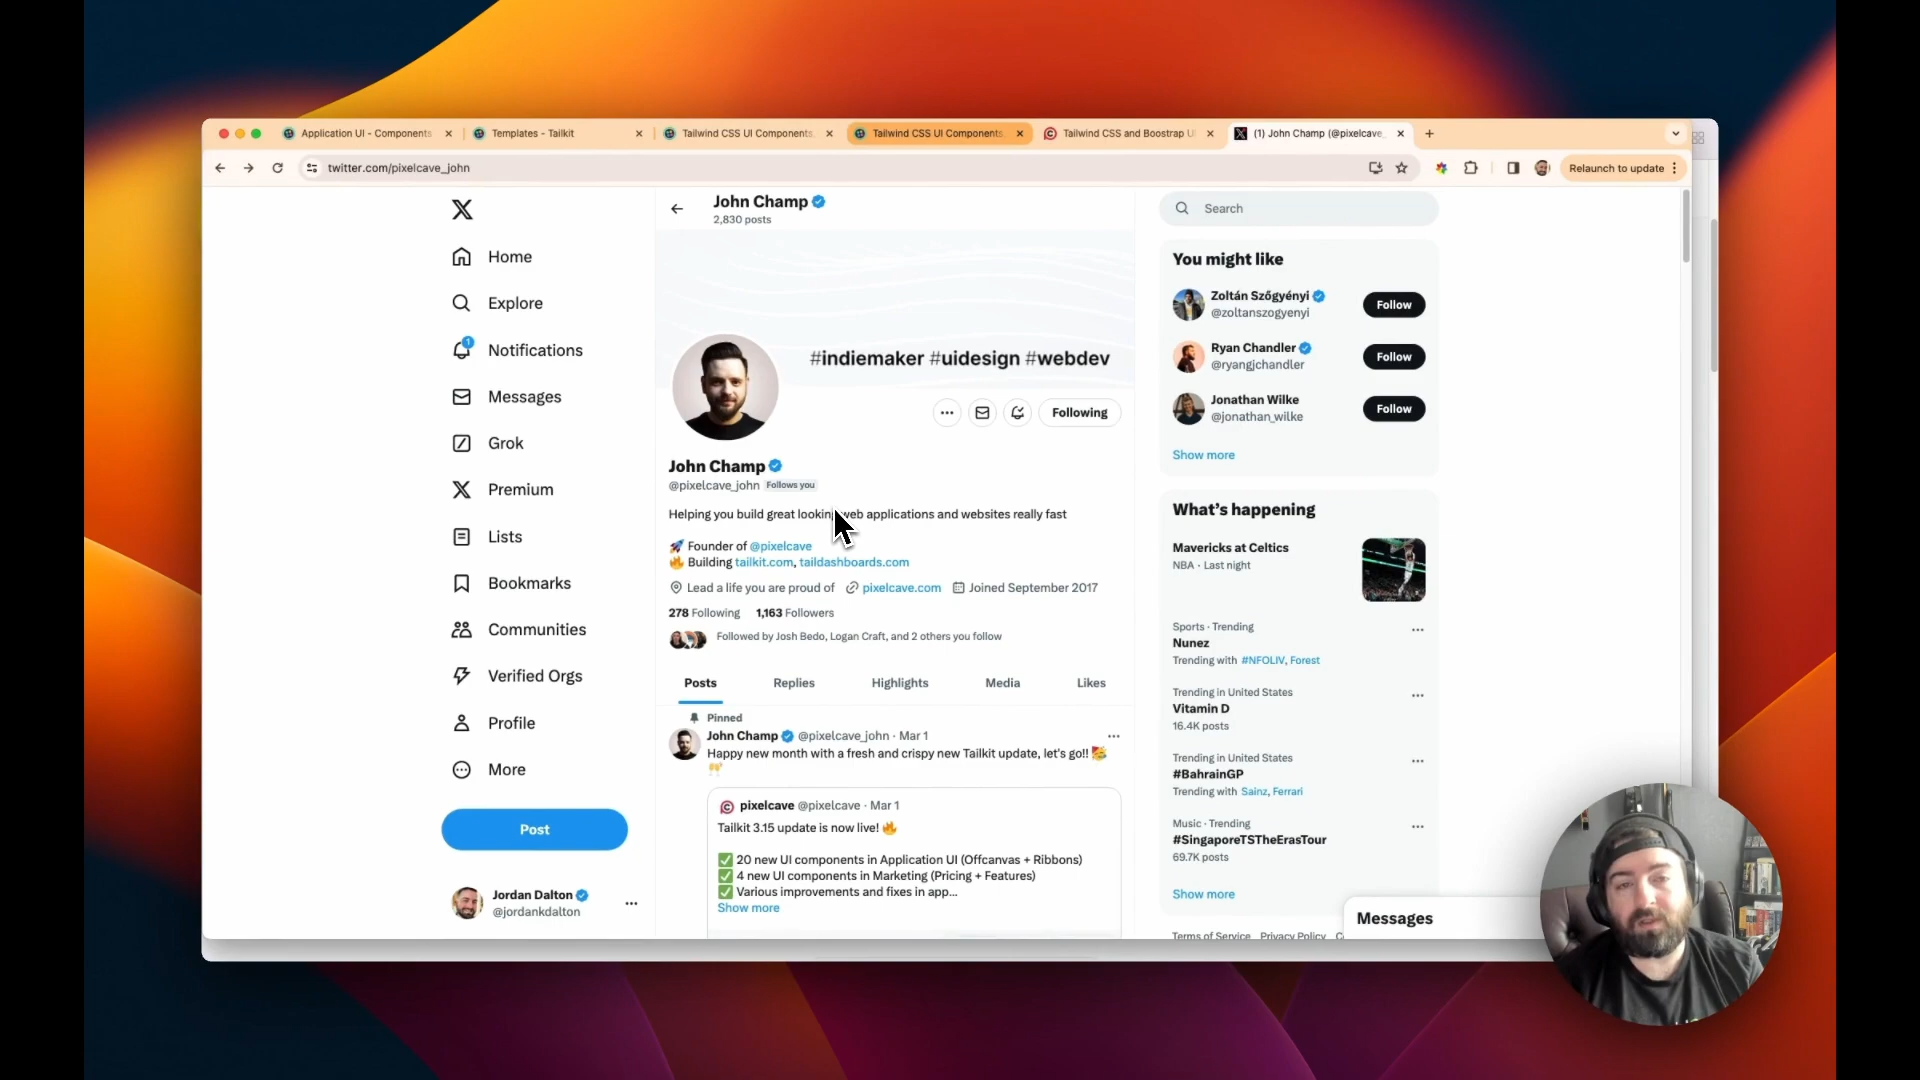 Application UI - Components
Templates - Tailkit
Tailwind CSS UI Components,
Tailwind CSS UI Components,
Tailwind CSS and Boostrap UI
(1) John Champ (@pixelcave_
twitter.com/pixelcave_john
Relaunch to update
Home
Explore
1
Notifications
Messages
Grok
Premium
Lists
Bookmarks
Communities
Verified Orgs
Profile
More
Post
Jordan Dalton
@jordankdalton
John Champ
2,830 posts
#indiemaker #uidesign #webdev
Following
John Champ
@pixelcave_john Follows you
Helping you build great looking web applications and websites really fast
🚀 Founder of @pixelcave
🔥 Building tailkit.com, taildashboards.com
Lead a life you are proud of pixelcave.com Joined September 2017
278 Following 1,163 Followers
Followed by Josh Bedo, Logan Craft, and 2 others you follow
Posts Replies Highlights Media Likes
Pinned
John Champ @pixelcave_john · Mar 1
Happy new month with a fresh and crispy new Tailkit update, let's go!! 🥳
🥂
pixelcave @pixelcave · Mar 1
Tailkit 3.15 update is now live! 🔥
✅ 20 new UI components in Application UI (Offcanvas + Ribbons)
✅ 4 new UI components in Marketing (Pricing + Features)
✅ Various improvements and fixes in app...
Show more
Search
You might like
Zoltán Szőgyényi
@zoltanszogyenyi
Follow
Ryan Chandler
@ryangjchandler
Follow
Jonathan Wilke
@jonathan_wilke
Follow
Show more
What's happening
Mavericks at Celtics
NBA · Last night
Sports · Trending
Nunez
Trending with #NFOLIV, Forest
Trending in United States
Vitamin D
16.4K posts
Trending in United States
#BahrainGP
Trending with Sainz, Ferrari
Music · Trending
#SingaporeTSTheErasTour
69.7K posts
Show more
Terms of Service Privacy Policy C
Messages